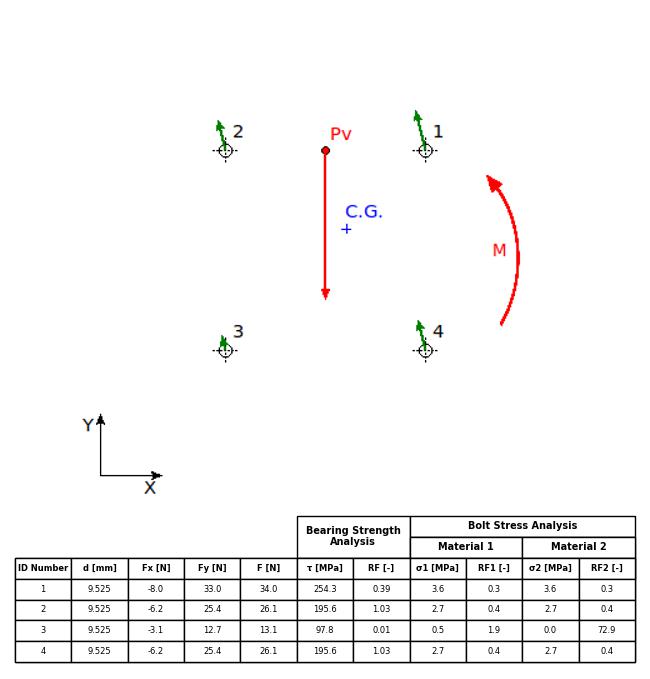 Pv
2
1
C.G.
M
3
4
Y
X
Bearing Strength Analysis
Bolt Stress Analysis
Material 1 Material 2
ID Number d [mm] Fx [N] Fy [N] F [N] τ [MPa] RF [-] σ1 [MPa] RF1 [-] σ2 [MPa] RF2 [-]
1 9.525 -8.0 33.0 34.0 254.3 0.39 3.6 0.3 3.6 0.3
2 9.525 -6.2 25.4 26.1 195.6 1.03 2.7 0.4 2.7 0.4
3 9.525 -3.1 12.7 13.1 97.8 0.01 0.5 1.9 0.0 72.9
4 9.525 -6.2 25.4 26.1 195.6 1.03 2.7 0.4 2.7 0.4